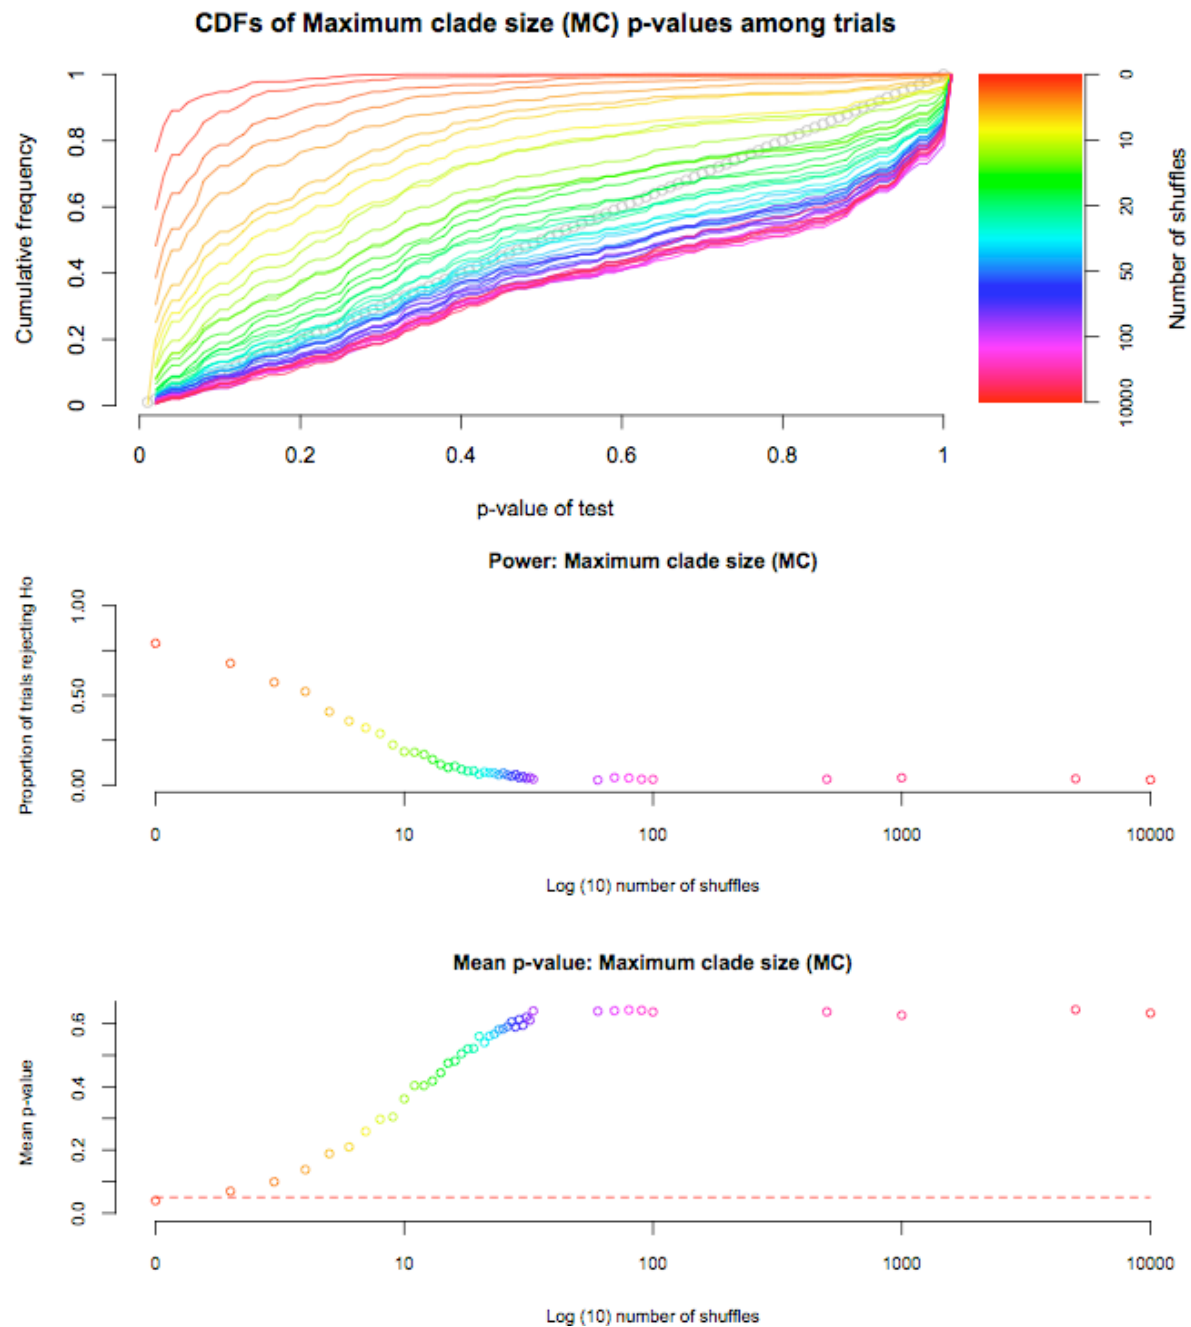 CDFs of Maximum clade size (MC) p-values among trials
Cumulative frequency
1
0.8
0.6
0.4
0.2
0
0 0.2 0.4 0.6 0.8 1
p-value of test
0
10
20
50
100
10000
Number of shuffles
Power: Maximum clade size (MC)
Proportion of trials rejecting Ho
1.00
0.50
0.00
0 10 100 1000 10000
Log (10) number of shuffles
Mean p-value: Maximum clade size (MC)
Mean p-value
0.6
0.4
0.2
0.0
0 10 100 1000 10000
Log (10) number of shuffles